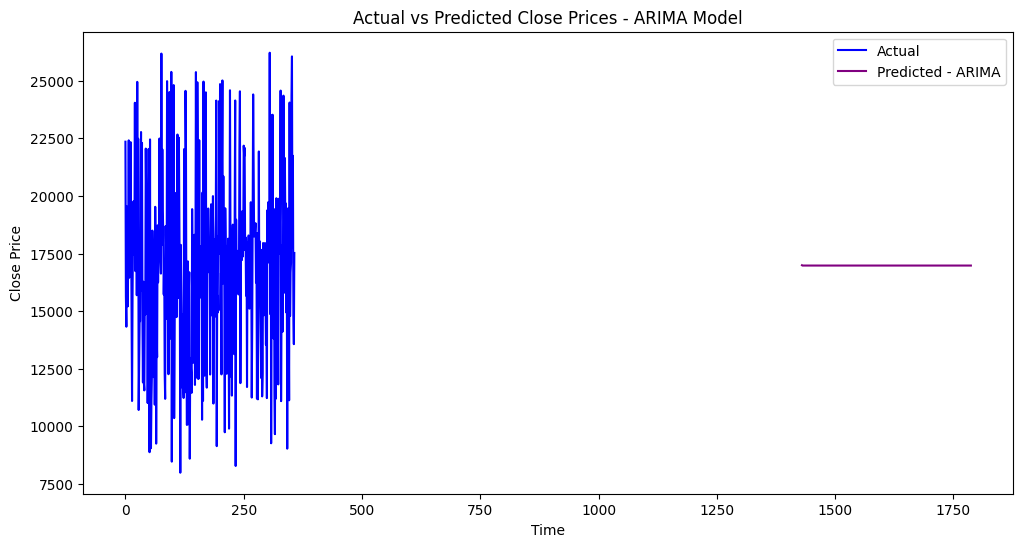 Actual vs Predicted Close Prices - ARIMA Model
Actual
Predicted - ARIMA
Close Price
25000
22500
20000
17500
15000
12500
10000
7500
0 250 500 750 1000 1250 1500 1750
Time